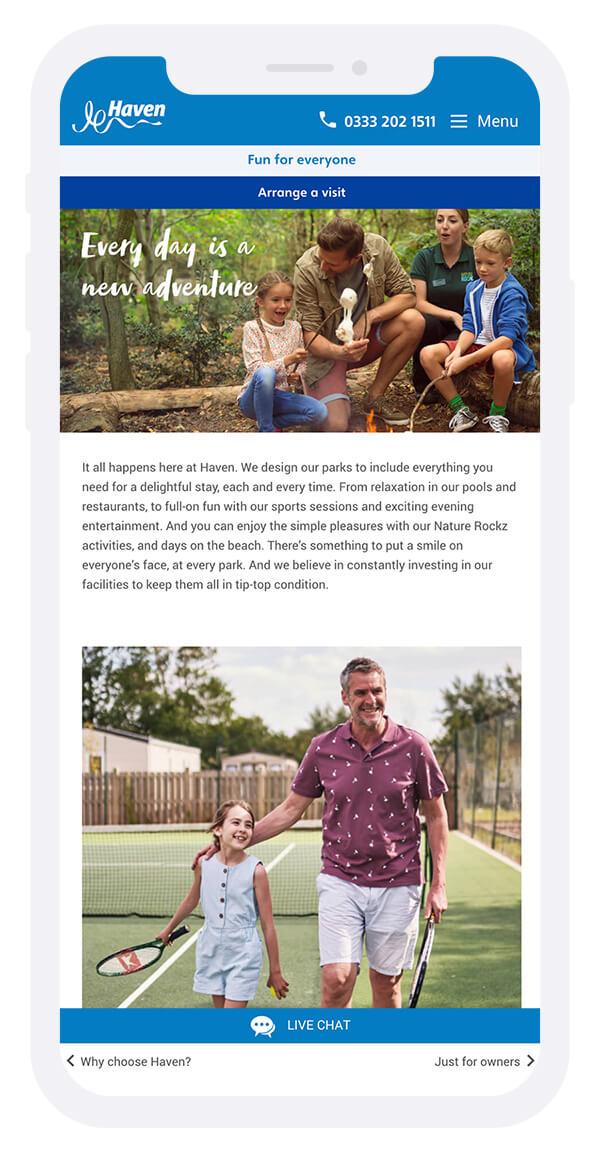 Haven
0333 202 1511
Menu
Fun for everyone
Arrange a visit
Every day is a
new adventure
It all happens here at Haven. We design our parks to include everything you
need for a delightful stay, each and every time. From relaxation in our pools and
restaurants, to full-on fun with our sports sessions and exciting evening
entertainment. And you can enjoy the simple pleasures with our Nature Rockz
activities, and days on the beach. There's something to put a smile on
everyone's face, at every park. And we believe in constantly investing in our
facilities to keep them all in tip-top condition.
LIVE CHAT
Why choose Haven?
Just for owners